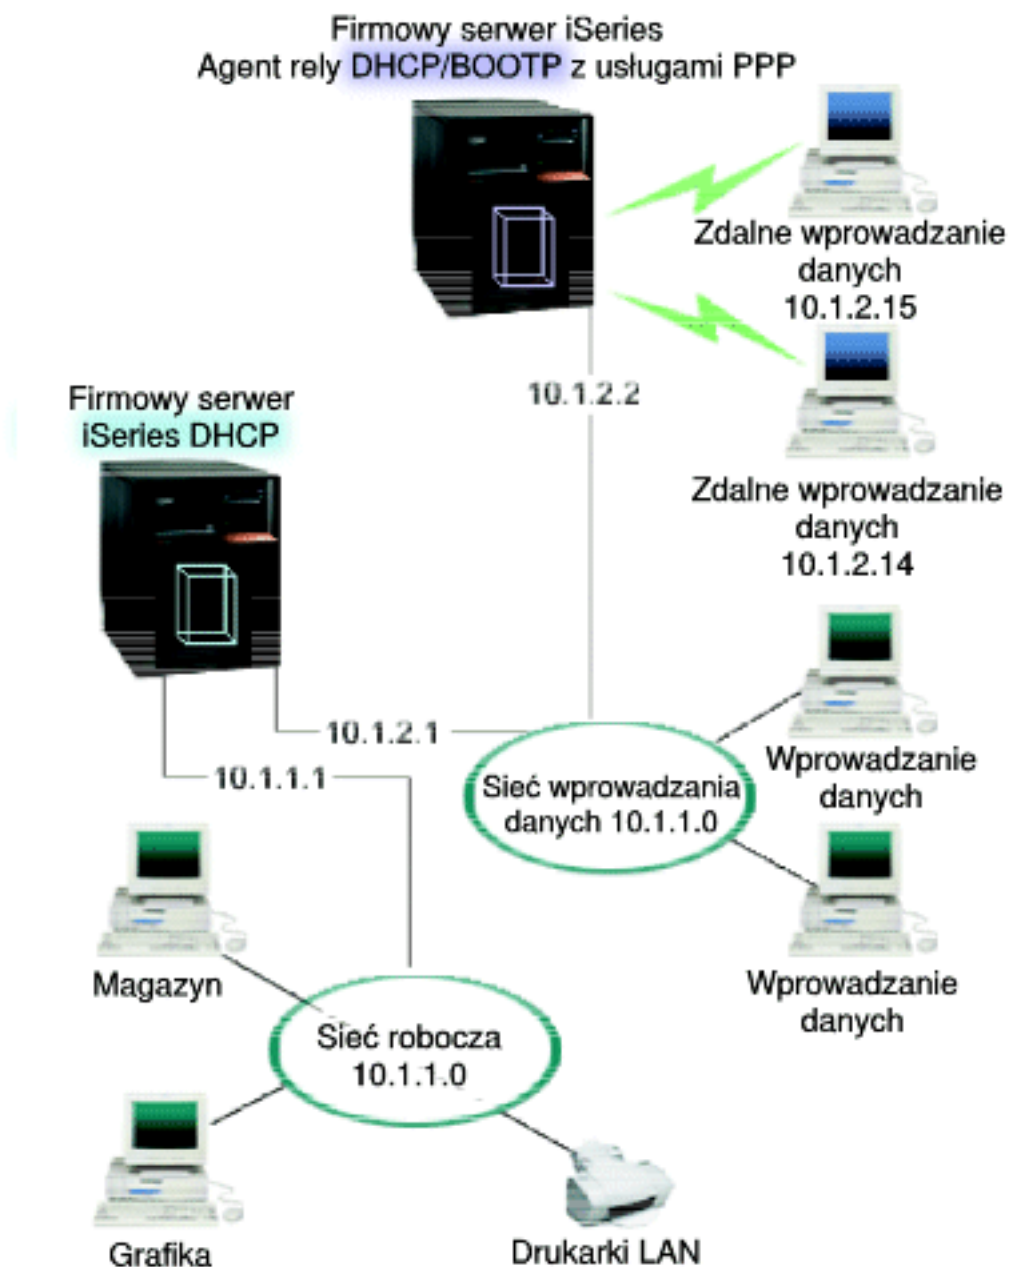 Firmowy serwer iSeries
Agent rely DHCP/BOOTP z usługami PPP
Zdalne wprowadzanie
danych
10.1.2.15
10.1.2.2
Firmowy serwer
iSeries DHCP
Zdalne wprowadzanie
danych
10.1.2.14
10.1.2.1
10.1.1.1
Sieć wprowadzania
danych 10.1.1.0
Wprowadzanie
danych
Magazyn
Wprowadzanie
danych
Sieć robocza
10.1.1.0
Grafika
Drukarki LAN